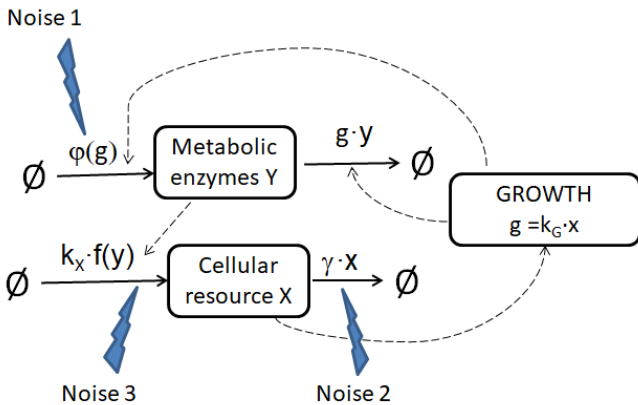 Noise 1
φ(g)
Metabolic
enzymes Y
g·y
∅
∅
GROWTH
g =k_G·x
k_X·f(y)
Cellular
resource X
γ·x
∅
∅
Noise 3
Noise 2